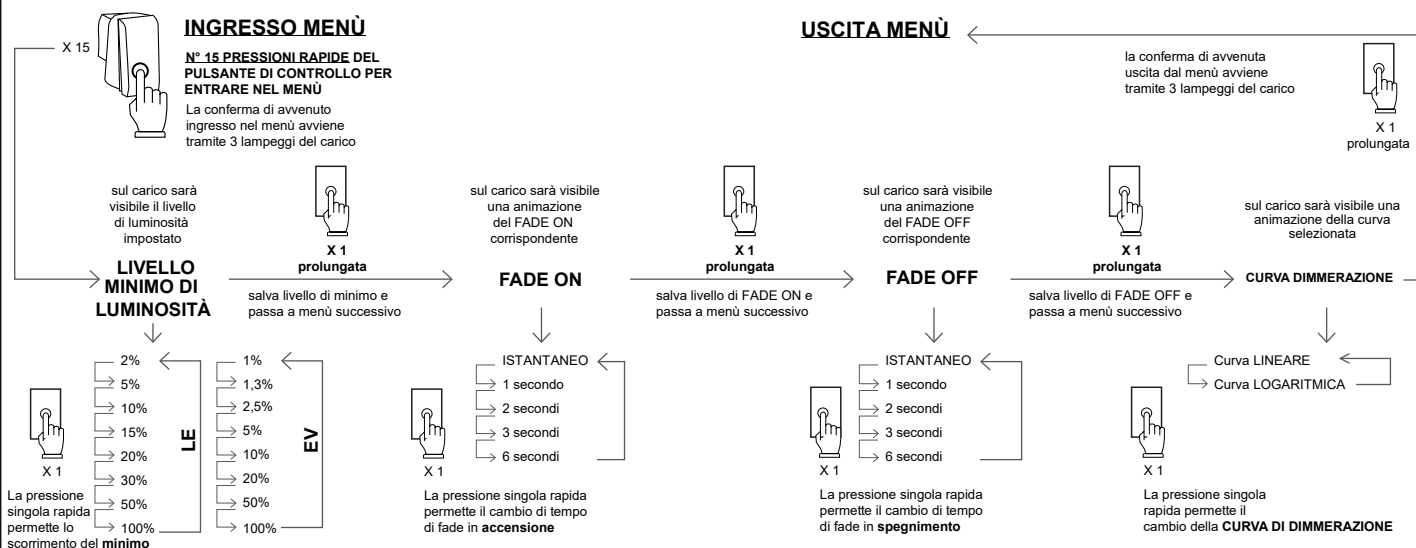 INGRESSO MENÙ
X 15
N° 15 PRESSIONI RAPIDE DEL
PULSANTE DI CONTROLLO PER
ENTRARE NEL MENÙ
La conferma di avvenuto
ingresso nel menù avviene
tramite 3 lampeggi del carico
USCITA MENÙ
la conferma di avvenuta
uscita dal menù avviene
tramite 3 lampeggi del carico
X 1
prolungata
sul carico sarà
visibile il livello
di luminosità
impostato
LIVELLO
MINIMO DI
LUMINOSITÀ
X 1
prolungata
salva livello di minimo e
passa a menù successivo
sul carico sarà visibile
una animazione
del FADE ON
corrispondente
FADE ON
X 1
prolungata
salva livello di FADE ON e
passa a menù successivo
sul carico sarà visibile
una animazione
del FADE OFF
corrispondente
FADE OFF
X 1
prolungata
salva livello di FADE OFF e
passa a menù successivo
sul carico sarà visibile una
animazione della curva
selezionata
CURVA DIMMERAZIONE
2%
5%
10%
15%
20%
30%
50%
100%
LE
1%
1,3%
2,5%
5%
10%
20%
50%
100%
EV
X 1
La pressione
singola rapida
permette lo
scorrimento del minimo
ISTANTANEO
1 secondo
2 secondi
3 secondi
6 secondi
X 1
La pressione singola rapida
permette il cambio di tempo
di fade in accensione
ISTANTANEO
1 secondo
2 secondi
3 secondi
6 secondi
X 1
La pressione singola rapida
permette il cambio di tempo
di fade in spegnimento
Curva LINEARE
Curva LOGARITMICA
X 1
La pressione singola
rapida permette il
cambio della CURVA DI DIMMERAZIONE